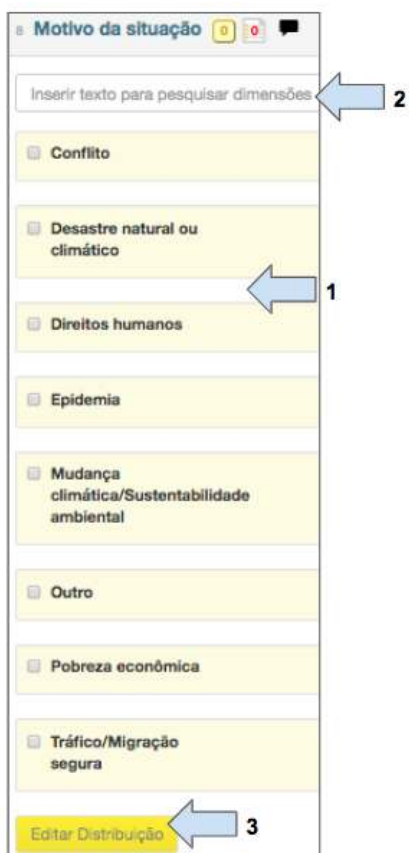 8 Motivo da situação 0 0
Inserir texto para pesquisar dimensões
2
Conflito
Desastre natural ou
climático
1
Direitos humanos
Epidemia
Mudança
climática/Sustentabilidade
ambiental
Outro
Pobreza econômica
Tráfico/Migração
segura
Editar Distribuição
3